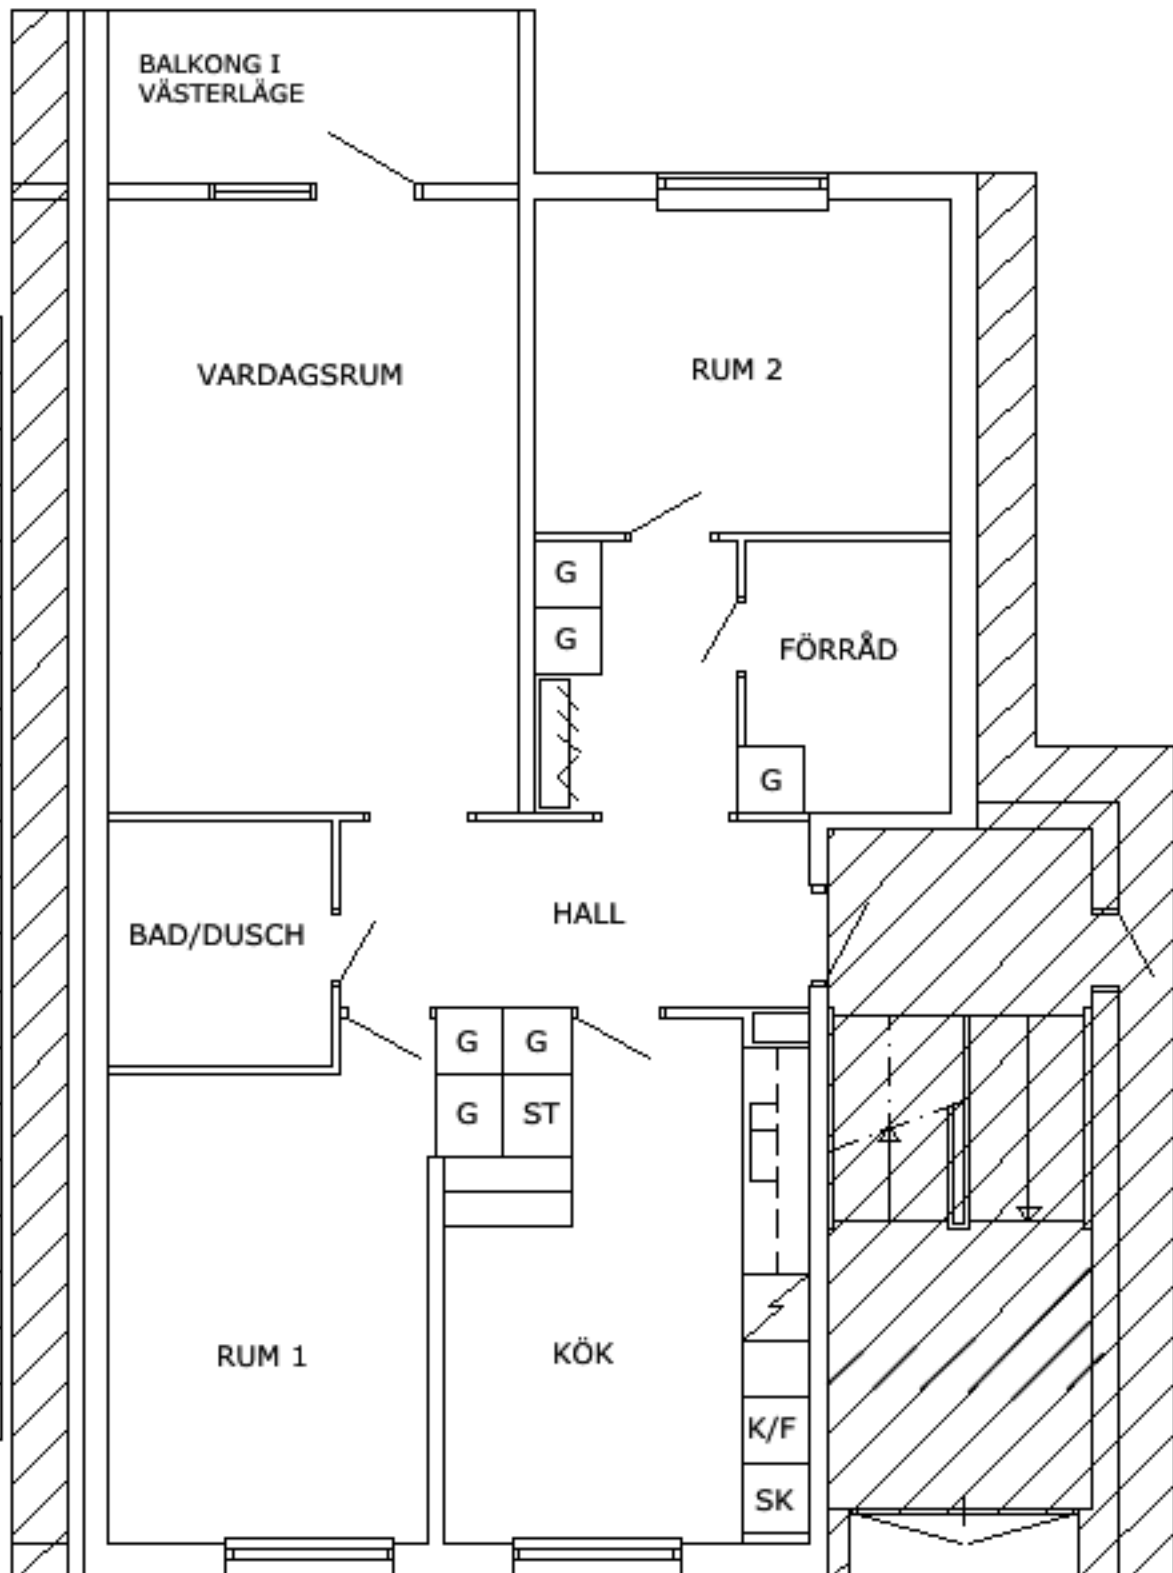 BALKONG I
VÄSTERLÄGE
VARDAGSRUM
RUM 2
G
G
FÖRRÅD
G
BAD/DUSCH
HALL
G G
G ST
RUM 1
KÖK
K/F
SK